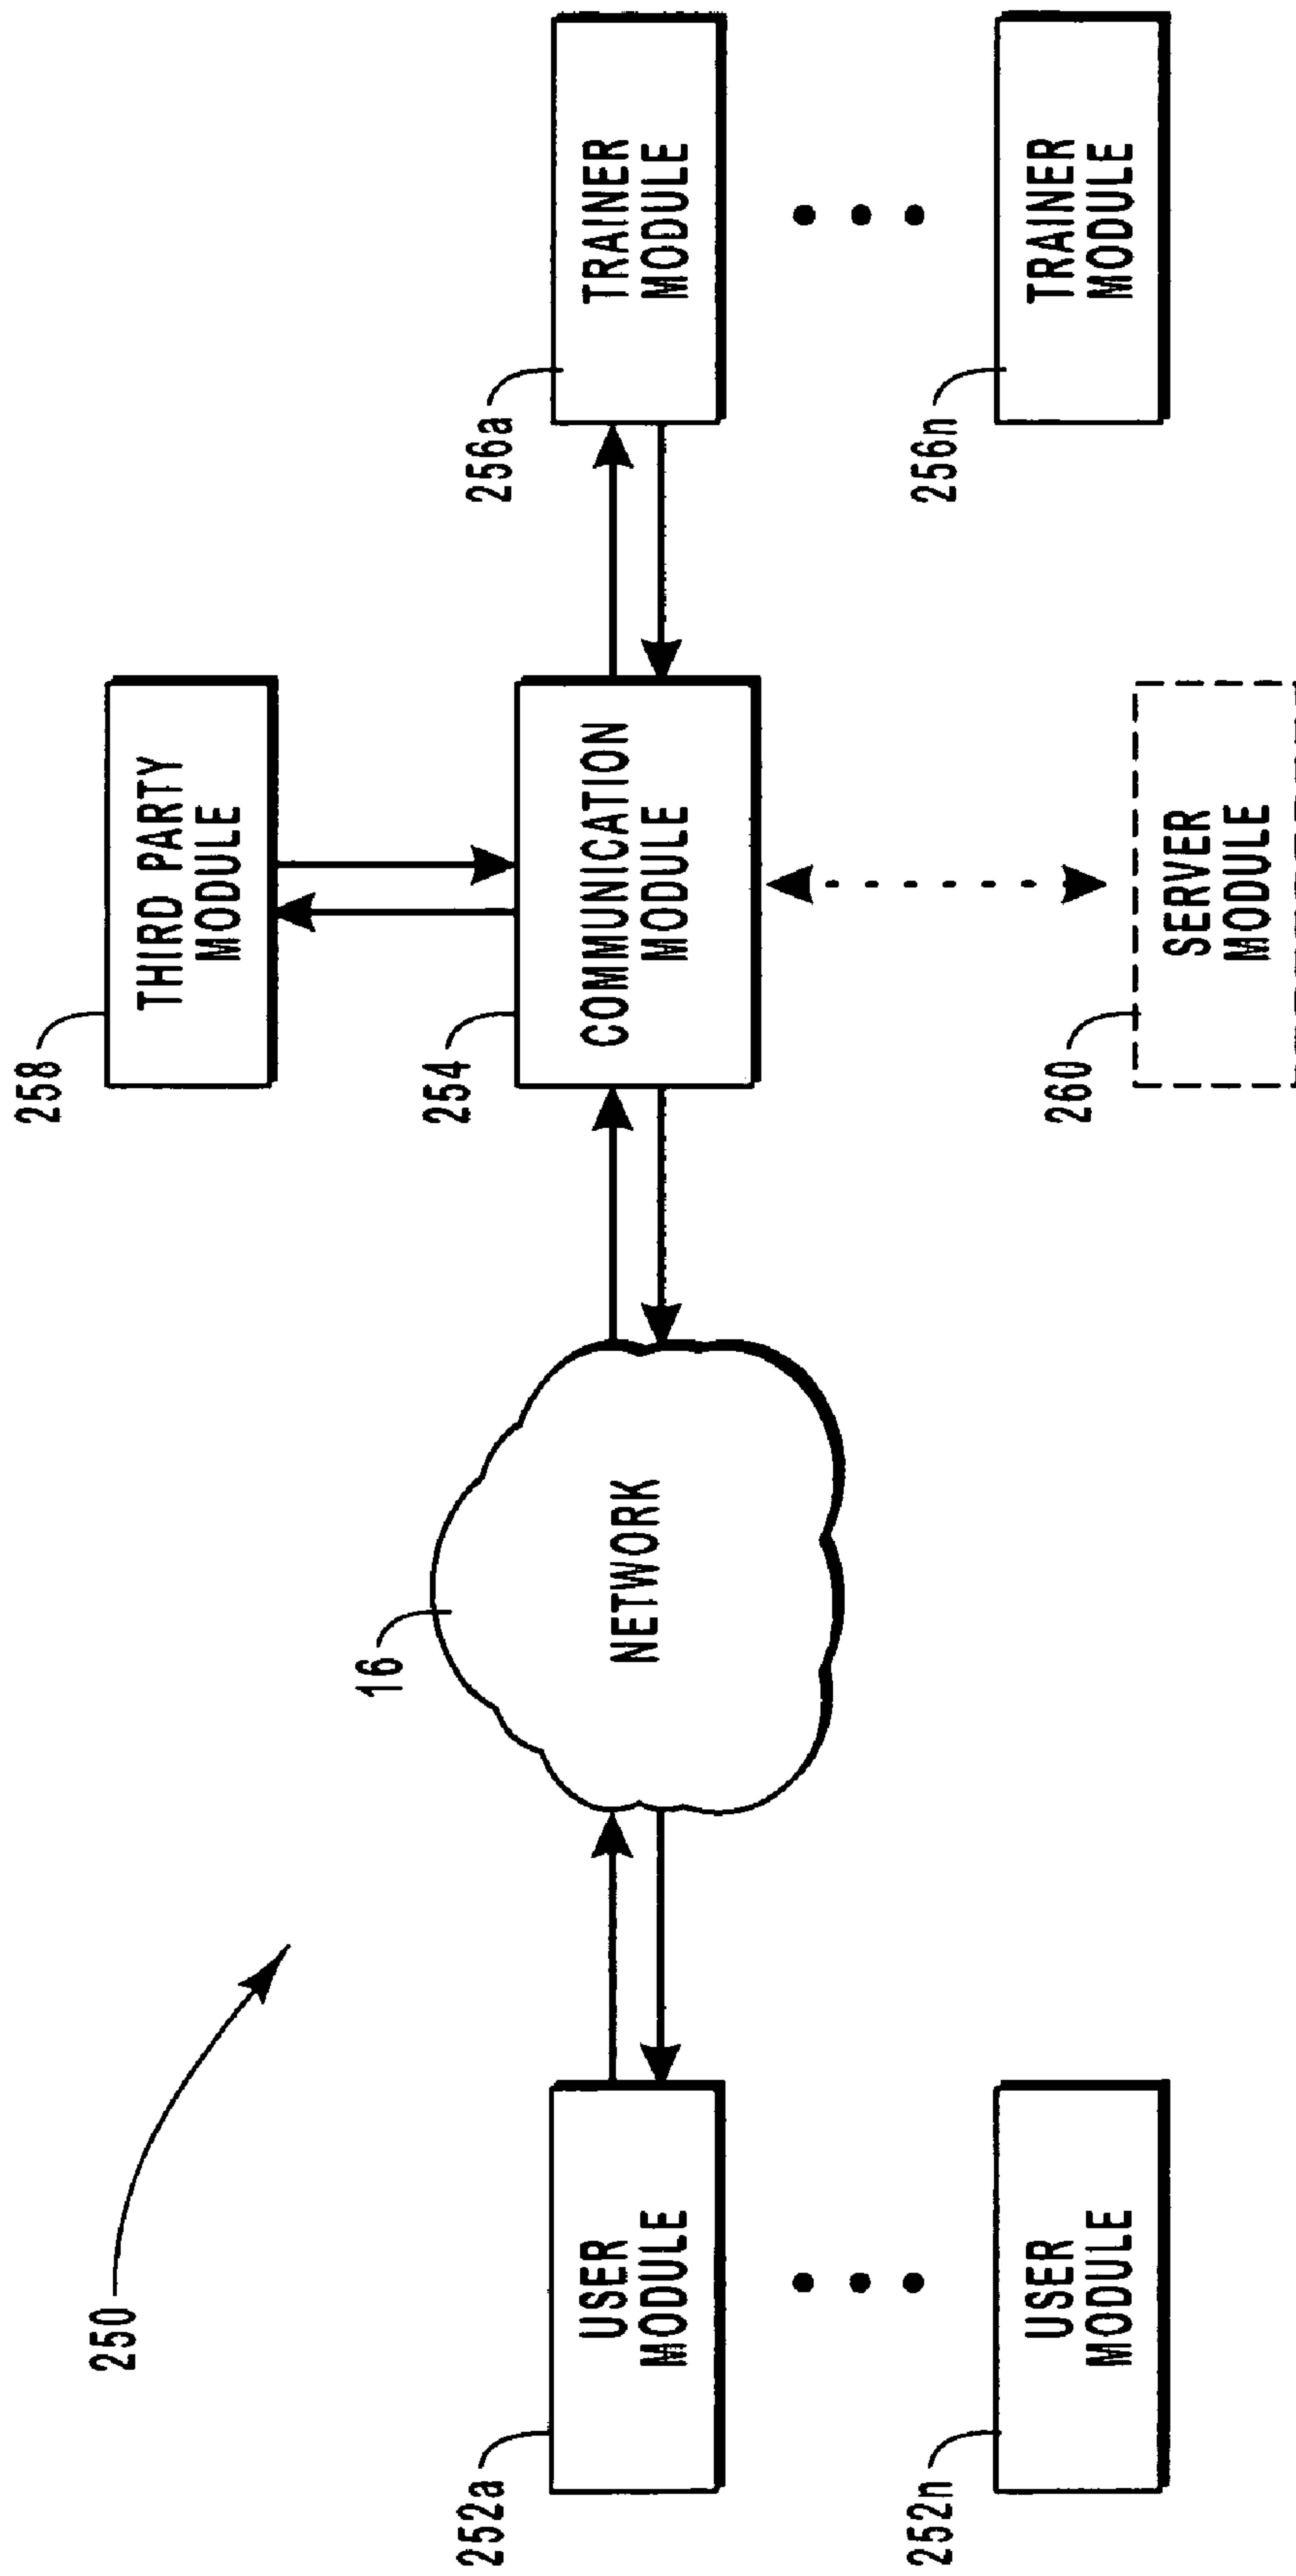 250
258
THIRD PARTY
MODULE
252a
USER
MODULE
16
NETWORK
254
COMMUNICATION
MODULE
256a
TRAINER
MODULE
252n
USER
MODULE
260
SERVER
MODULE
256n
TRAINER
MODULE